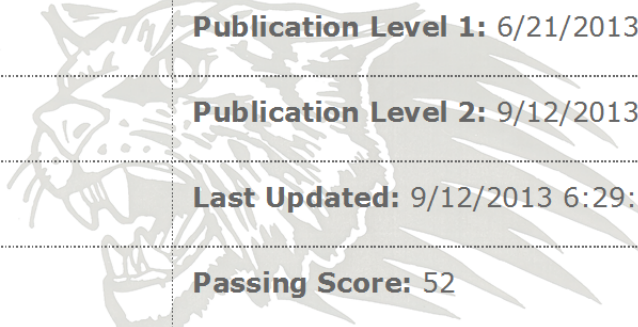 Publication Level 1: 6/21/2013
Publication Level 2: 9/12/2013
Last Updated: 9/12/2013 6:29:
Passing Score: 52